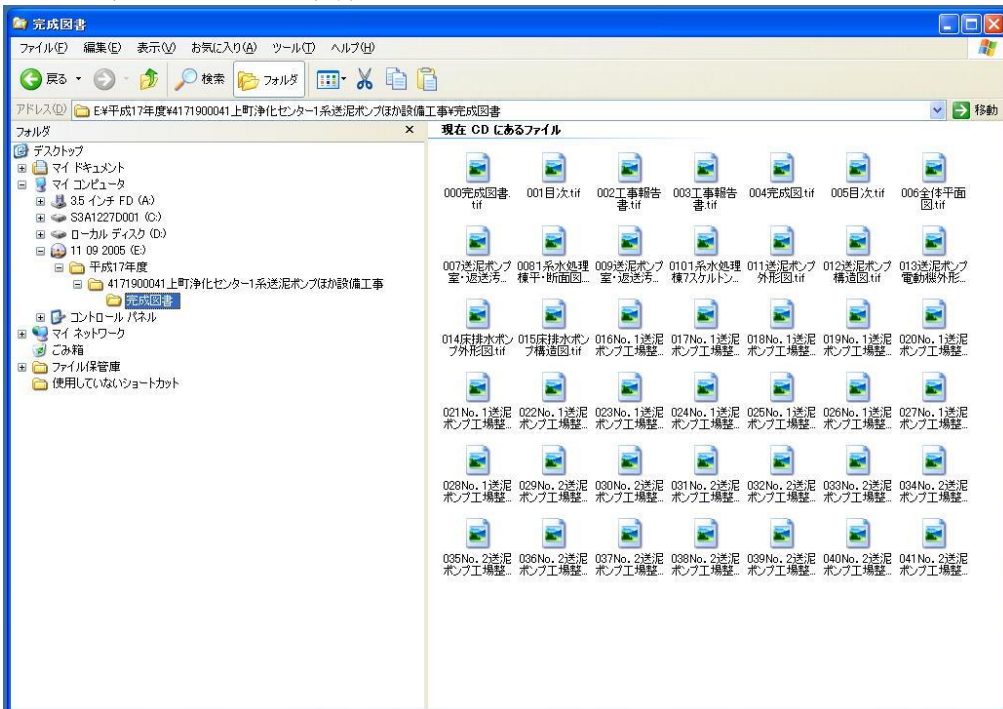 完成図書
ファイル(F) 編集(E) 表示(V) お気に入り(A) ツール(T) ヘルプ(H)
戻る 検索 フォルダ
アドレス(D) E:¥平成17年度¥4171900041上町浄化センター1系送泥ポンプほか設備工事¥完成図書 移動
フォルダ ×
現在 CD にあるファイル
デスクトップ
マイ ドキュメント
マイ コンピュータ
3.5 インチ FD (A:)
S3A1227D001 (C:)
ローカル ディスク (D:)
11 09 2005 (E:)
平成17年度
4171900041上町浄化センター1系送泥ポンプほか設備工事
完成図書
コントロール パネル
マイ ネットワーク
ごみ箱
ファイル保管庫
使用していないショートカット
000完成図書.tif 001目次.tif 002工事報告書.tif 003工事報告書.tif 004完成図.tif 005目次.tif 006全体平面図.tif
007送泥ポンプ室・返送汚... 0081系水処理棟平・断面図... 009送泥ポンプ室・返送汚... 0101系水処理棟7スケルトン... 011送泥ポンプ外形図.tif 012送泥ポンプ構造図.tif 013送泥ポンプ電動機外形...
014床排水ポンプ外形図.tif 015床排水ポンプ構造図.tif 016No.1送泥ポンプ工場整... 017No.1送泥ポンプ工場整... 018No.1送泥ポンプ工場整... 019No.1送泥ポンプ工場整... 020No.1送泥ポンプ工場整...
021No.1送泥ポンプ工場整... 022No.1送泥ポンプ工場整... 023No.1送泥ポンプ工場整... 024No.1送泥ポンプ工場整... 025No.1送泥ポンプ工場整... 026No.1送泥ポンプ工場整... 027No.1送泥ポンプ工場整...
028No.1送泥ポンプ工場整... 029No.2送泥ポンプ工場整... 030No.2送泥ポンプ工場整... 031No.2送泥ポンプ工場整... 032No.2送泥ポンプ工場整... 033No.2送泥ポンプ工場整... 034No.2送泥ポンプ工場整...
035No.2送泥ポンプ工場整... 036No.2送泥ポンプ工場整... 037No.2送泥ポンプ工場整... 038No.2送泥ポンプ工場整... 039No.2送泥ポンプ工場整... 040No.2送泥ポンプ工場整... 041No.2送泥ポンプ工場整...